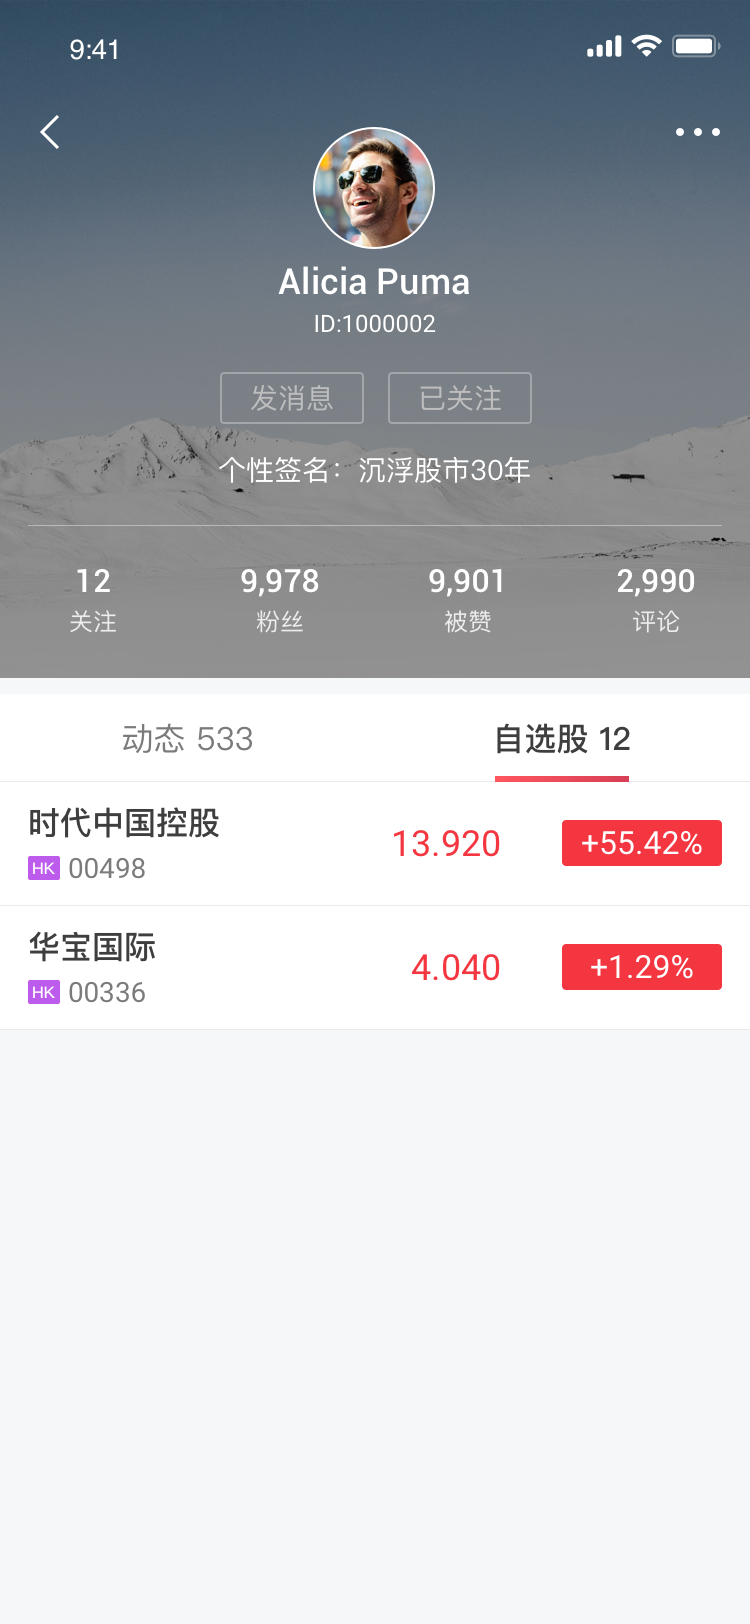 9:41
Alicia Puma
ID:1000002
发消息 已关注
个性签名：沉浮股市30年
12 9,978 9,901 2,990
关注 粉丝 被赞 评论
动态 533 自选股 12
时代中国控股
HK 00498
13.920 +55.42%
华宝国际
HK 00336
4.040 +1.29%